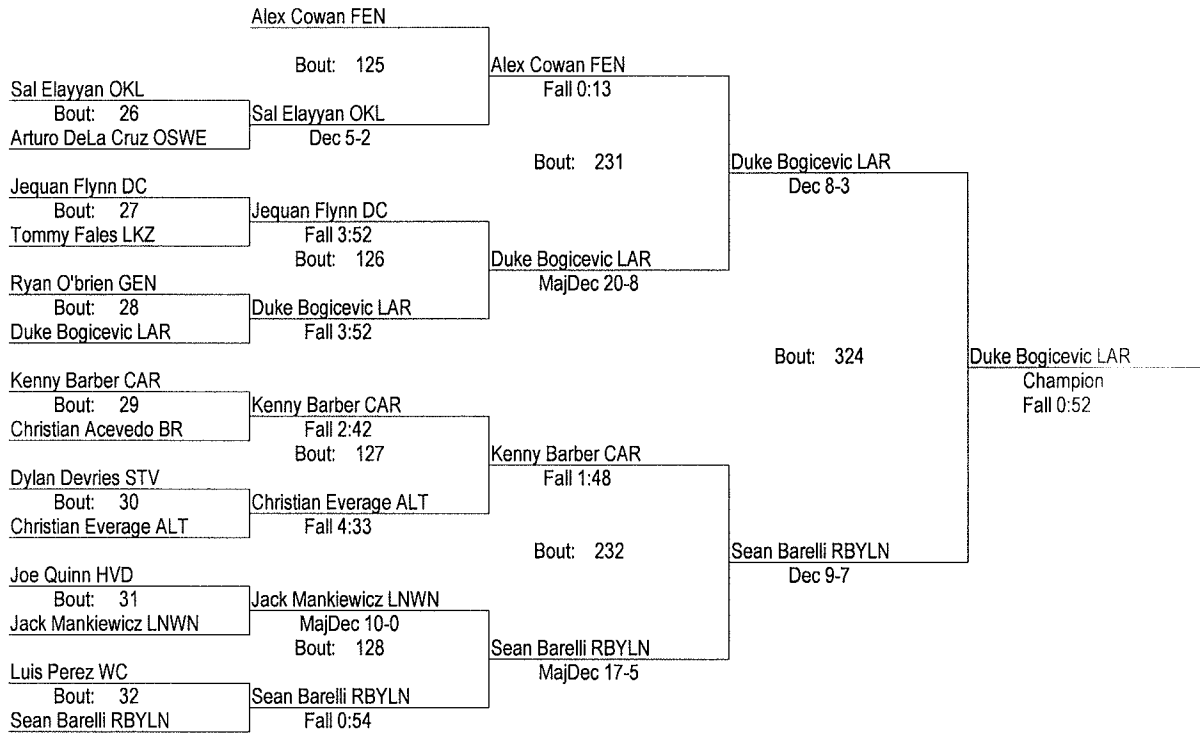 Alex Cowan FEN
Bout: 125
Alex Cowan FEN
Fall 0:13
Sal Elayyan OKL
Bout: 26
Sal Elayyan OKL
Arturo DeLa Cruz OSWE
Dec 5-2
Bout: 231
Duke Bogicevic LAR
Dec 8-3
Jequan Flynn DC
Bout: 27
Jequan Flynn DC
Tommy Fales LKZ
Fall 3:52
Bout: 126
Duke Bogicevic LAR
MajDec 20-8
Ryan O'brien GEN
Bout: 28
Duke Bogicevic LAR
Duke Bogicevic LAR
Fall 3:52
Bout: 324
Duke Bogicevic LAR
Champion
Fall 0:52
Kenny Barber CAR
Bout: 29
Kenny Barber CAR
Christian Acevedo BR
Fall 2:42
Bout: 127
Kenny Barber CAR
Fall 1:48
Dylan Devries STV
Bout: 30
Christian Everage ALT
Christian Everage ALT
Fall 4:33
Bout: 232
Sean Barelli RBYLN
Dec 9-7
Joe Quinn HVD
Bout: 31
Jack Mankiewicz LNWN
Jack Mankiewicz LNWN
MajDec 10-0
Bout: 128
Sean Barelli RBYLN
MajDec 17-5
Luis Perez WC
Bout: 32
Sean Barelli RBYLN
Sean Barelli RBYLN
Fall 0:54